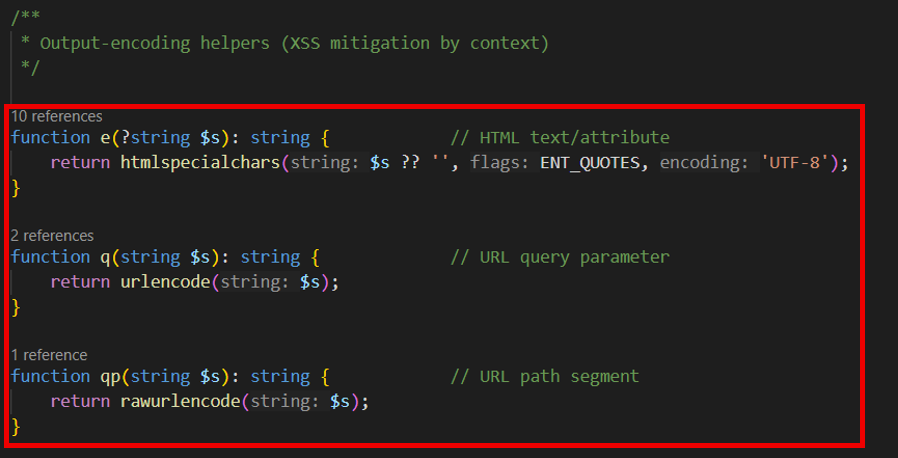 /**
 * Output-encoding helpers (XSS mitigation by context)
 */
10 references
function e(?string $s): string {            // HTML text/attribute
    return htmlspecialchars(string: $s ?? '', flags: ENT_QUOTES, encoding: 'UTF-8');
}
2 references
function q(string $s): string {             // URL query parameter
    return urlencode(string: $s);
}
1 reference
function qp(string $s): string {            // URL path segment
    return rawurlencode(string: $s);
}